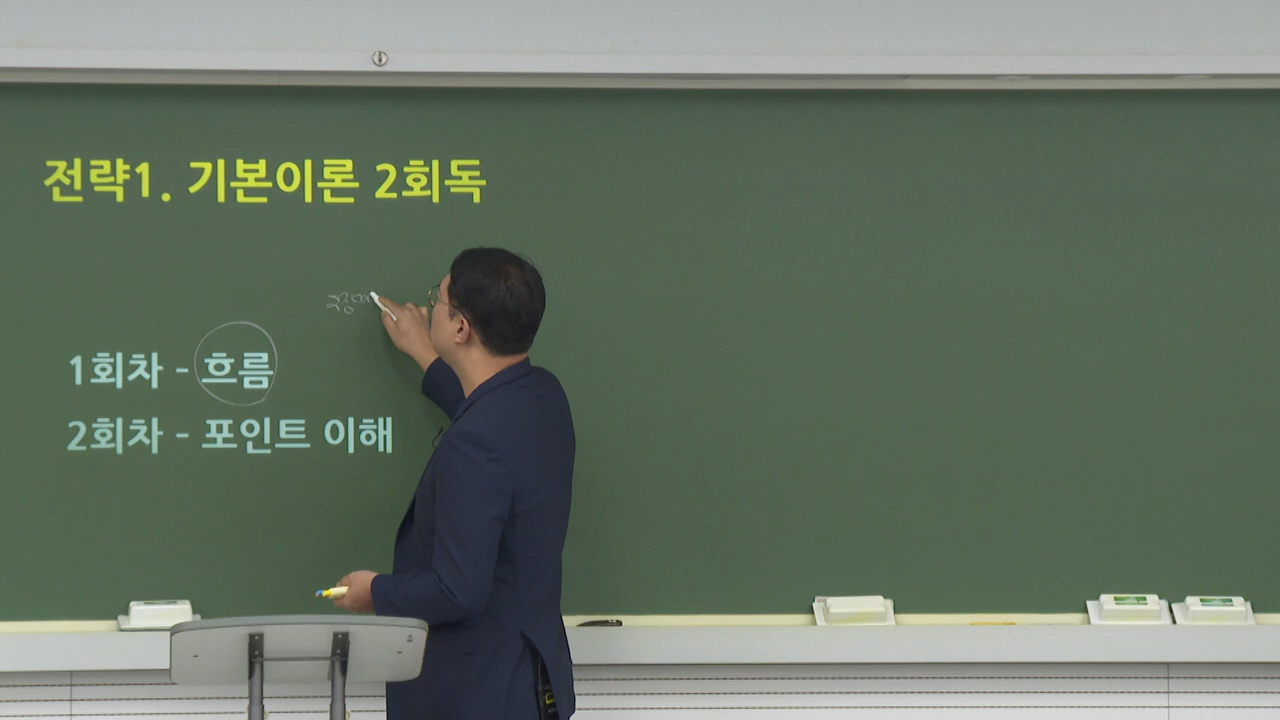 전략1. 기본이론 2회독
1회차 - 흐름
2회차 - 포인트 이해